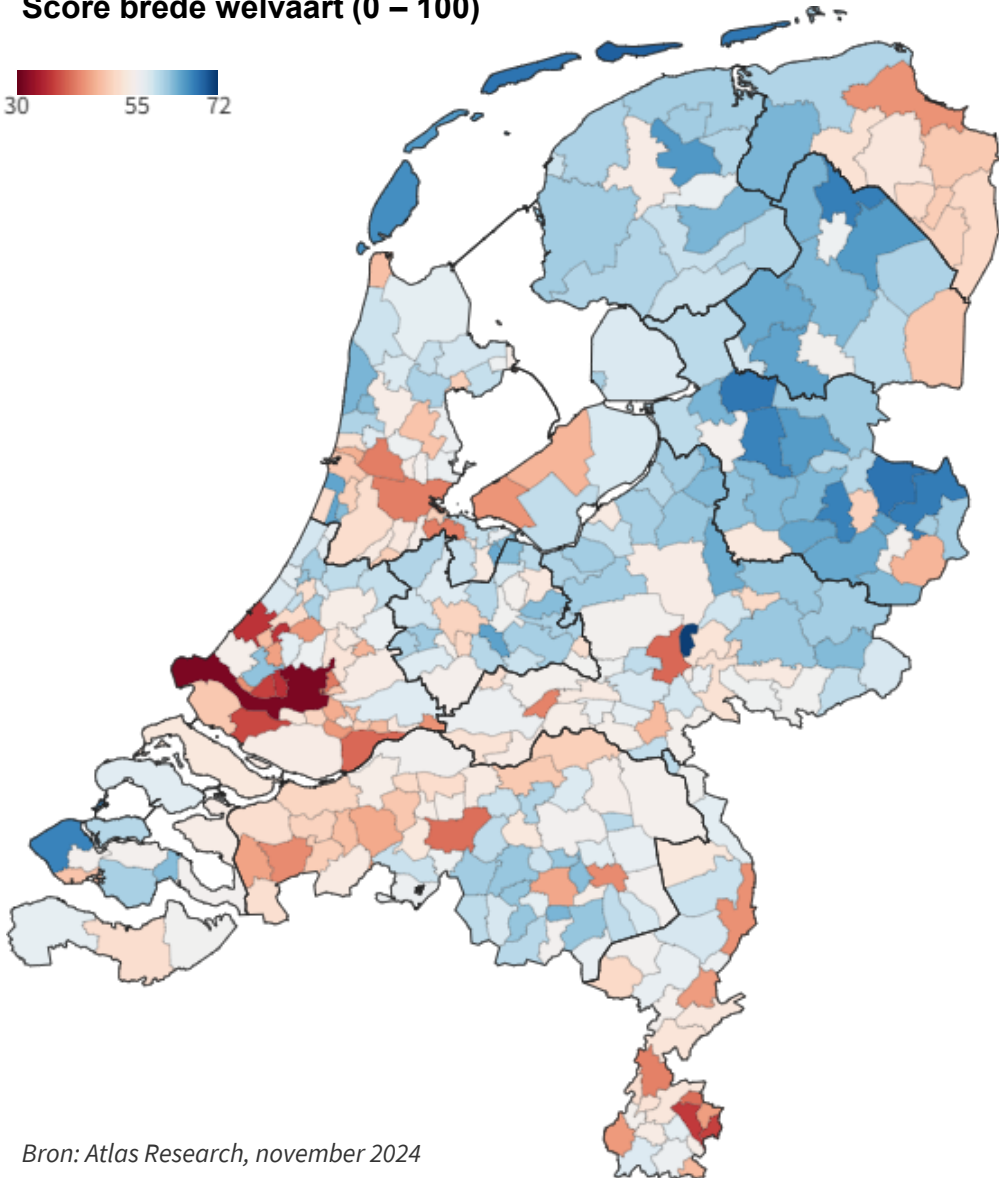 Score brede welvaart (0 – 100)
30 55 72
Bron: Atlas Research, november 2024